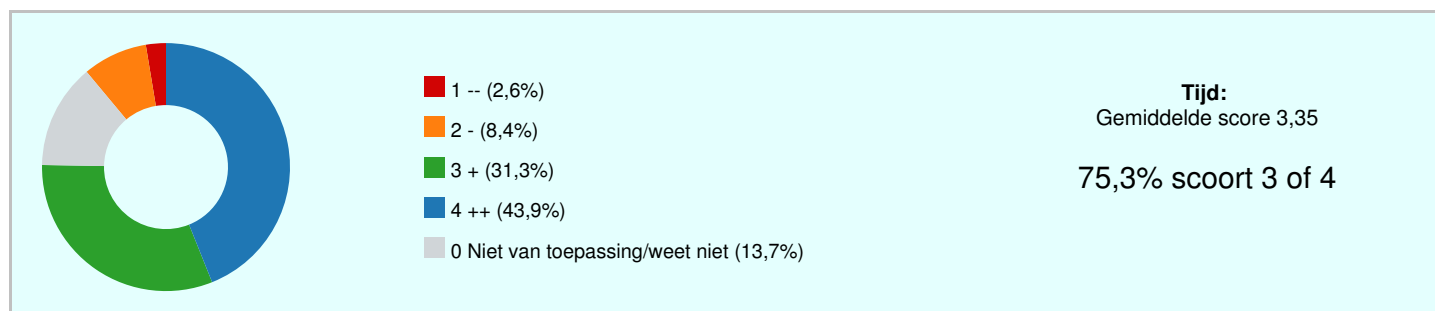 1 -- (2,6%)
2 - (8,4%)
3 + (31,3%)
4 ++ (43,9%)
0 Niet van toepassing/weet niet (13,7%)
Tijd:
Gemiddelde score 3,35
75,3% scoort 3 of 4